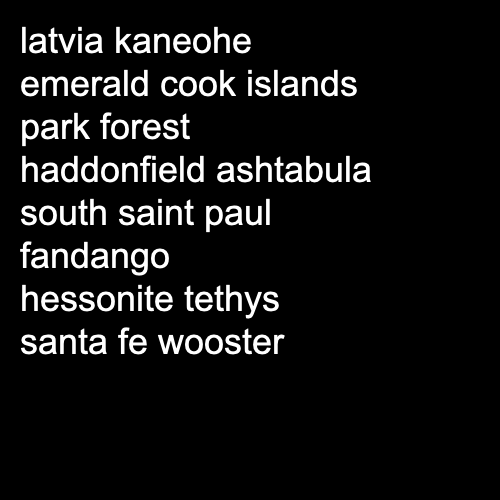 latvia kaneohe
emerald cook islands
park forest
haddonfield ashtabula
south saint paul
fandango
hessonite tethys
santa fe wooster